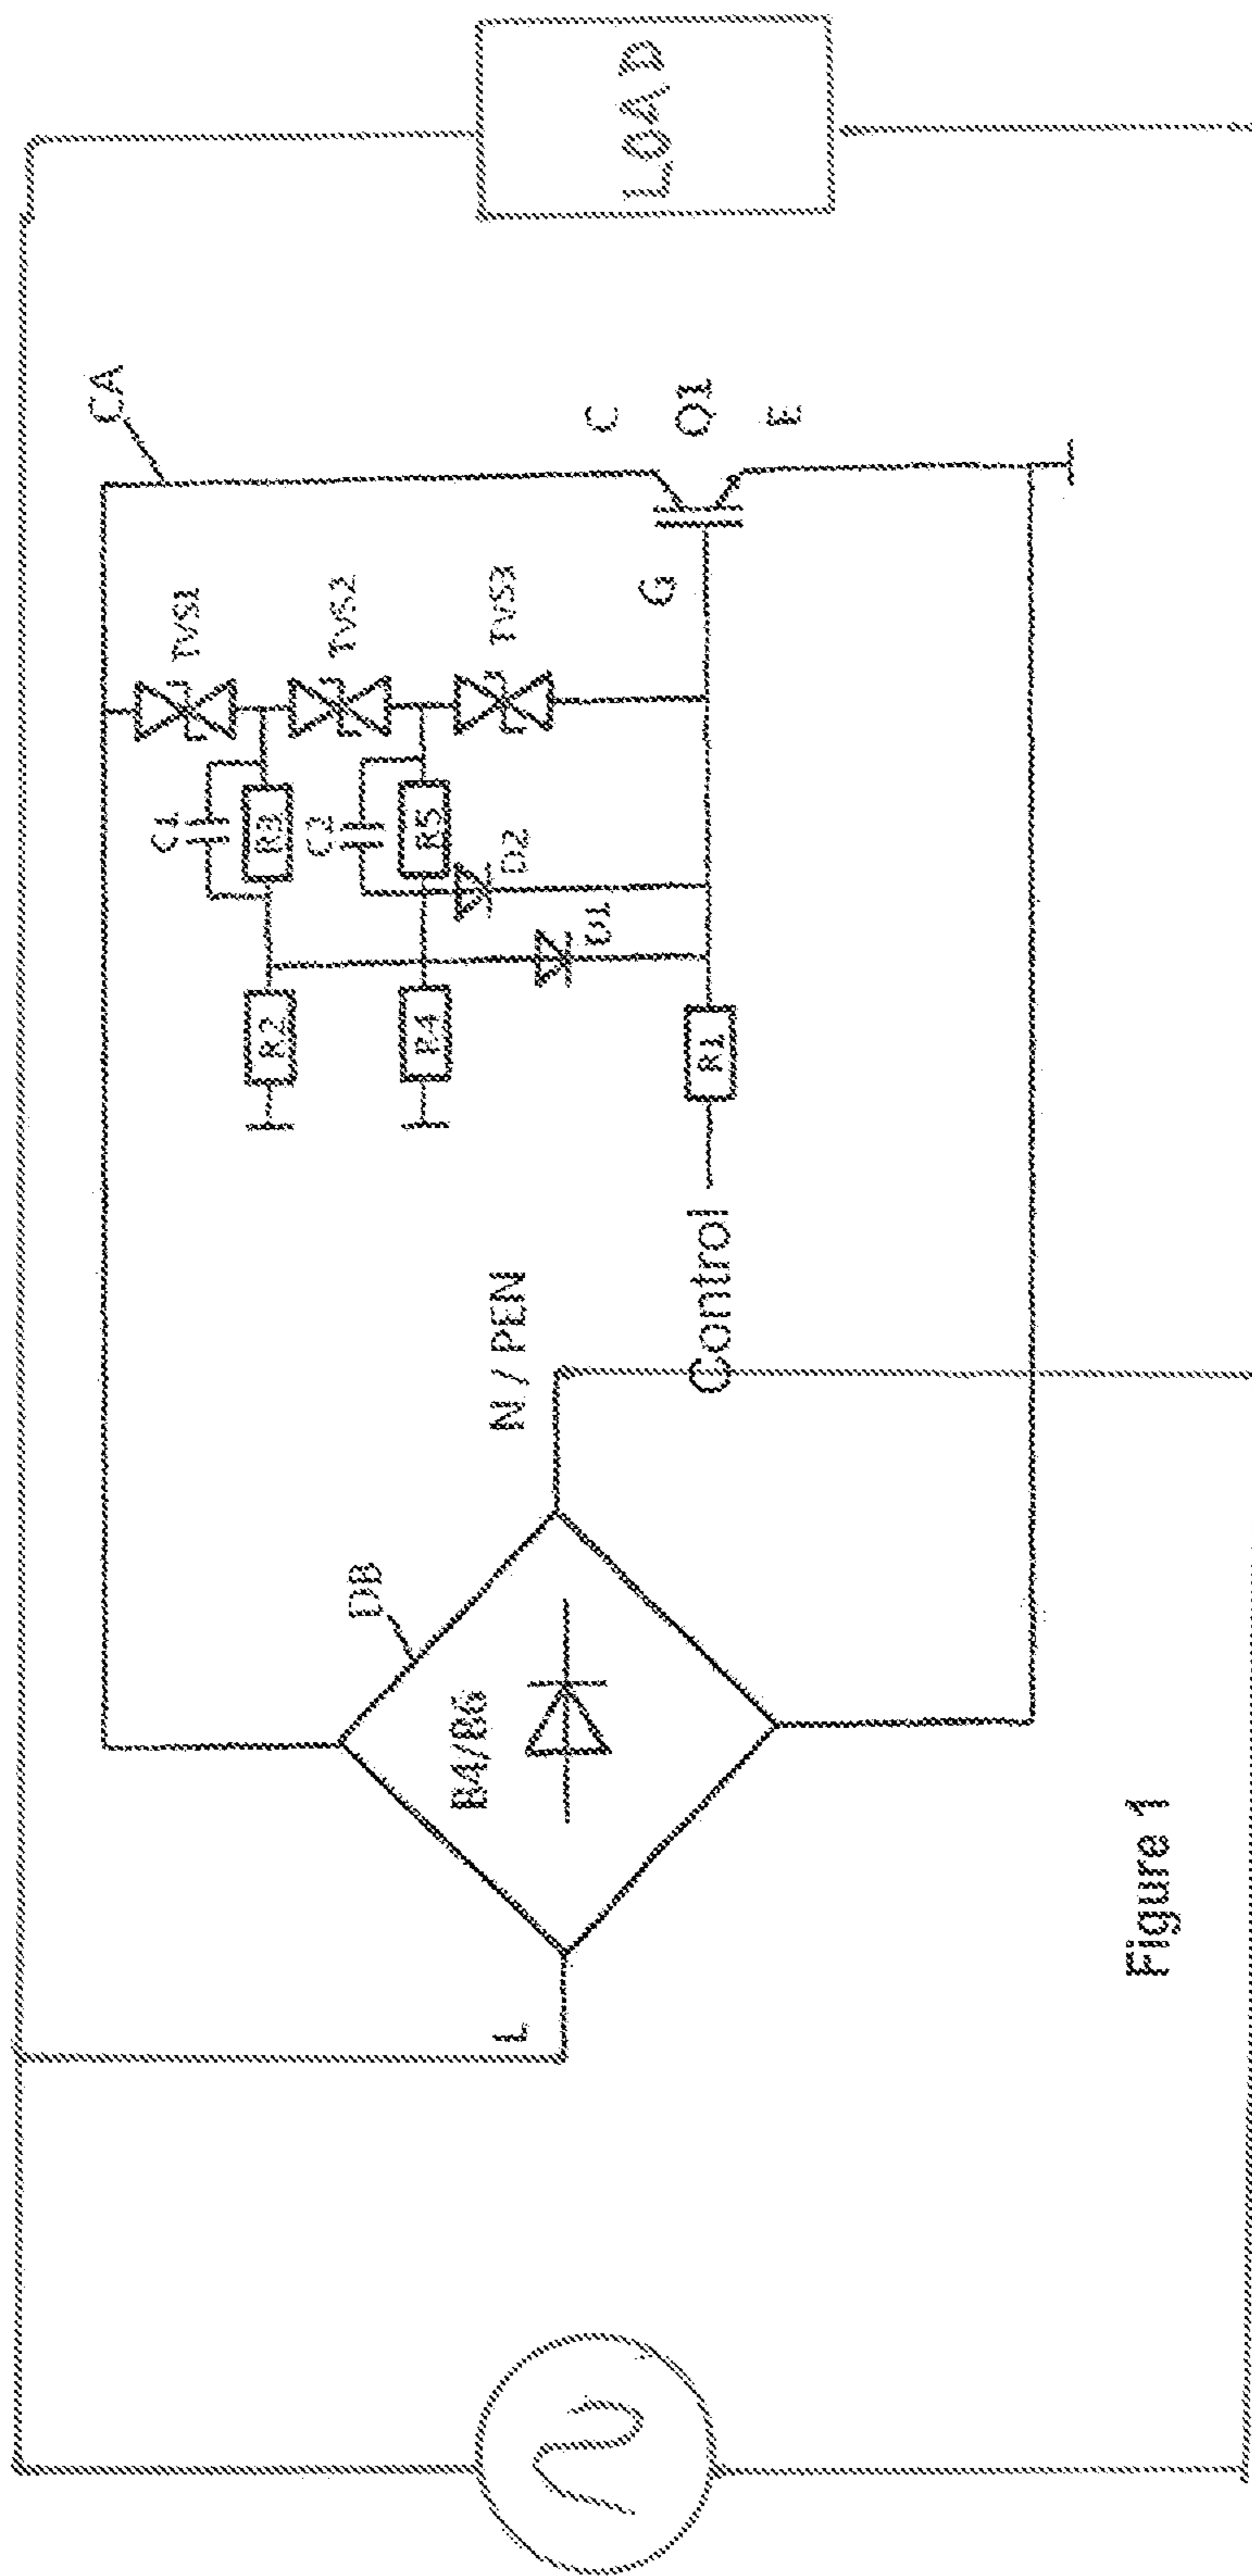 LOAD
CA
TVS1
TVS2
TVS3
C
Q1
E
G
C1
R3
C2
R5
D2
D1
R2
R4
R1
Control
N / PEN
DB
B4/B6
L
Figure 1